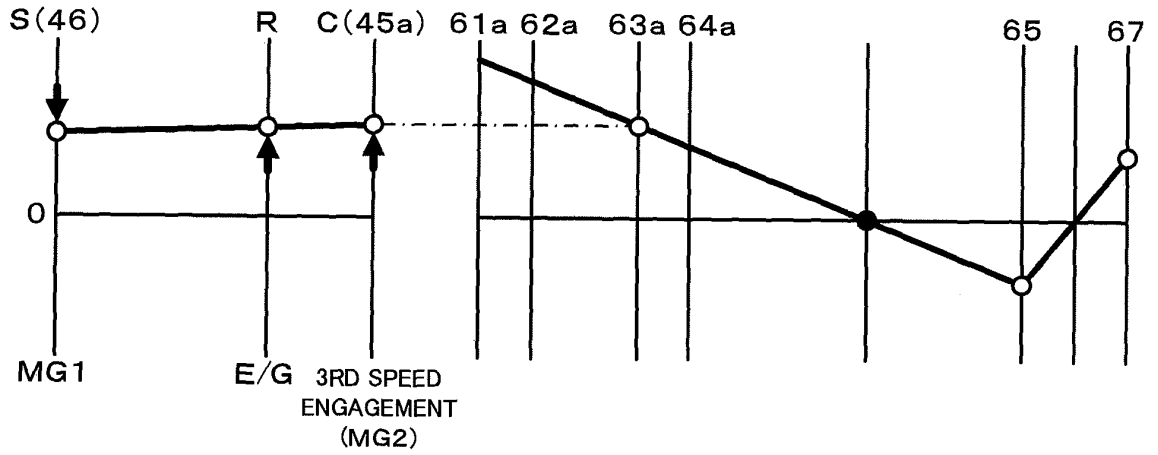 S(46) R C(45a) 61a 62a 63a 64a 65 67
0
MG1 E/G 3RD SPEED
ENGAGEMENT
(MG2)